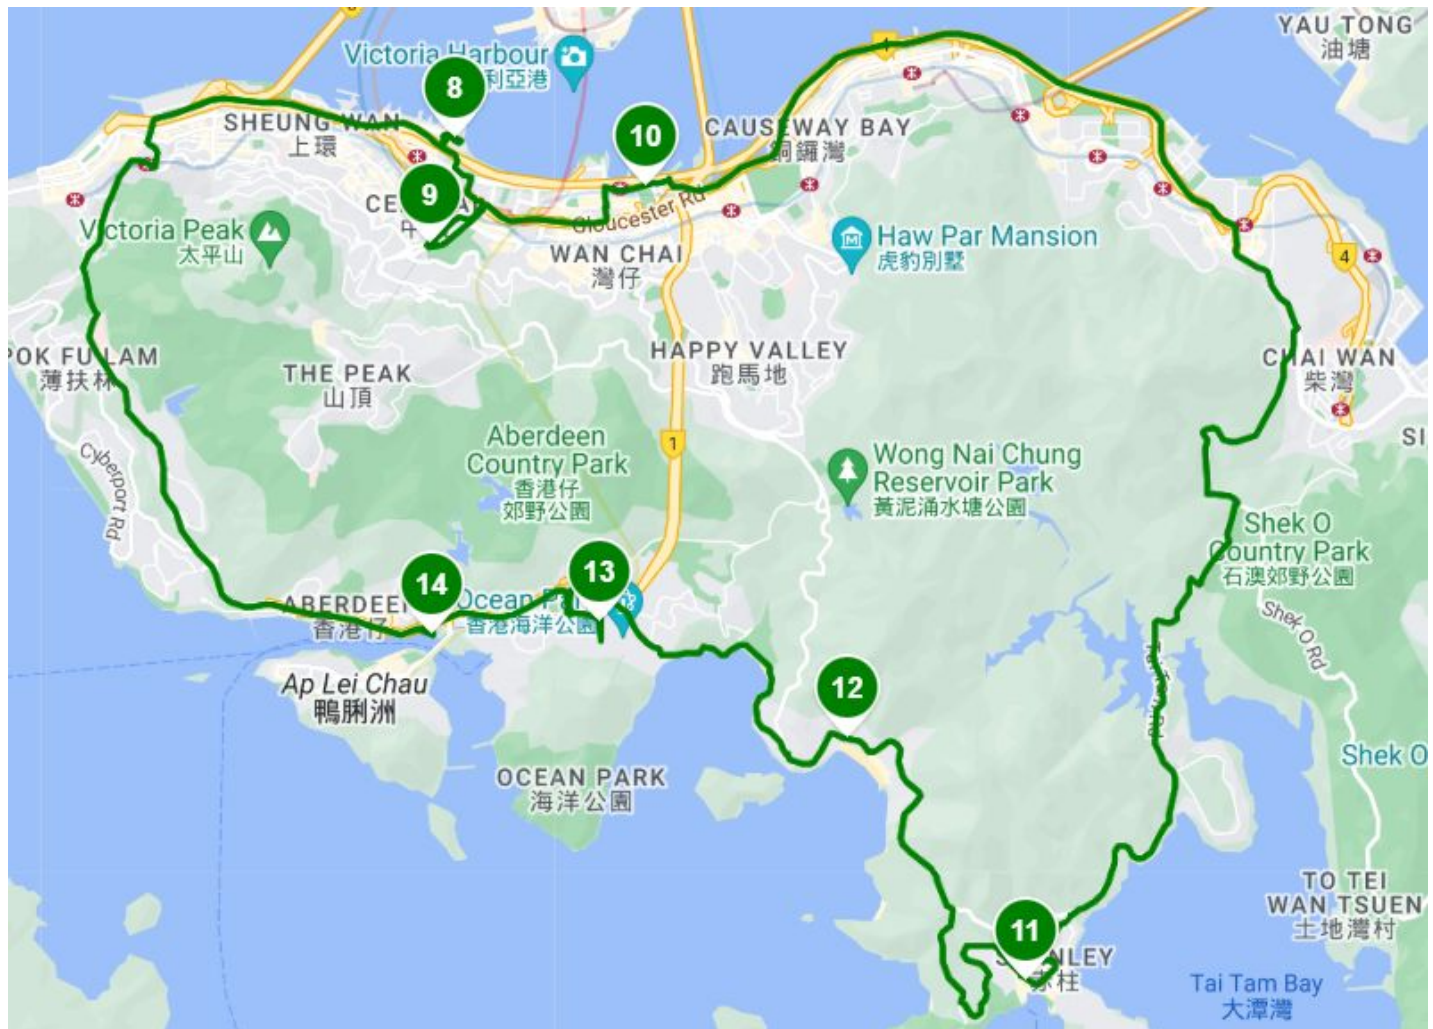 YAU TONG
油塘
Victoria Harbour
利亞港
8
4
SHEUNG WAN
上環
10
CAUSEWAY BAY
銅鑼灣
9
Gloucester Rd
Victoria Peak
太平山
WAN CHAI
灣仔
Haw Par Mansion
虎豹別墅
4
POK FU LAM
薄扶林
THE PEAK
山頂
HAPPY VALLEY
跑馬地
CHAI WAN
柴灣
1
Aberdeen
Country Park
香港仔
郊野公園
Cyberport Rd
Wong Nai Chung
Reservoir Park
黃泥涌水塘公園
SI
Shek O
Country Park
石澳郊野公園
14
13
ABERDEEN
香港仔
Ocean Park
香港海洋公園
Shek O Rd
Ap Lei Chau
鴨脷洲
12
Shek O
OCEAN PARK
海洋公園
TO TEI
WAN TSUEN
土地灣村
11
STANLEY
赤柱
Tai Tam Bay
大潭灣